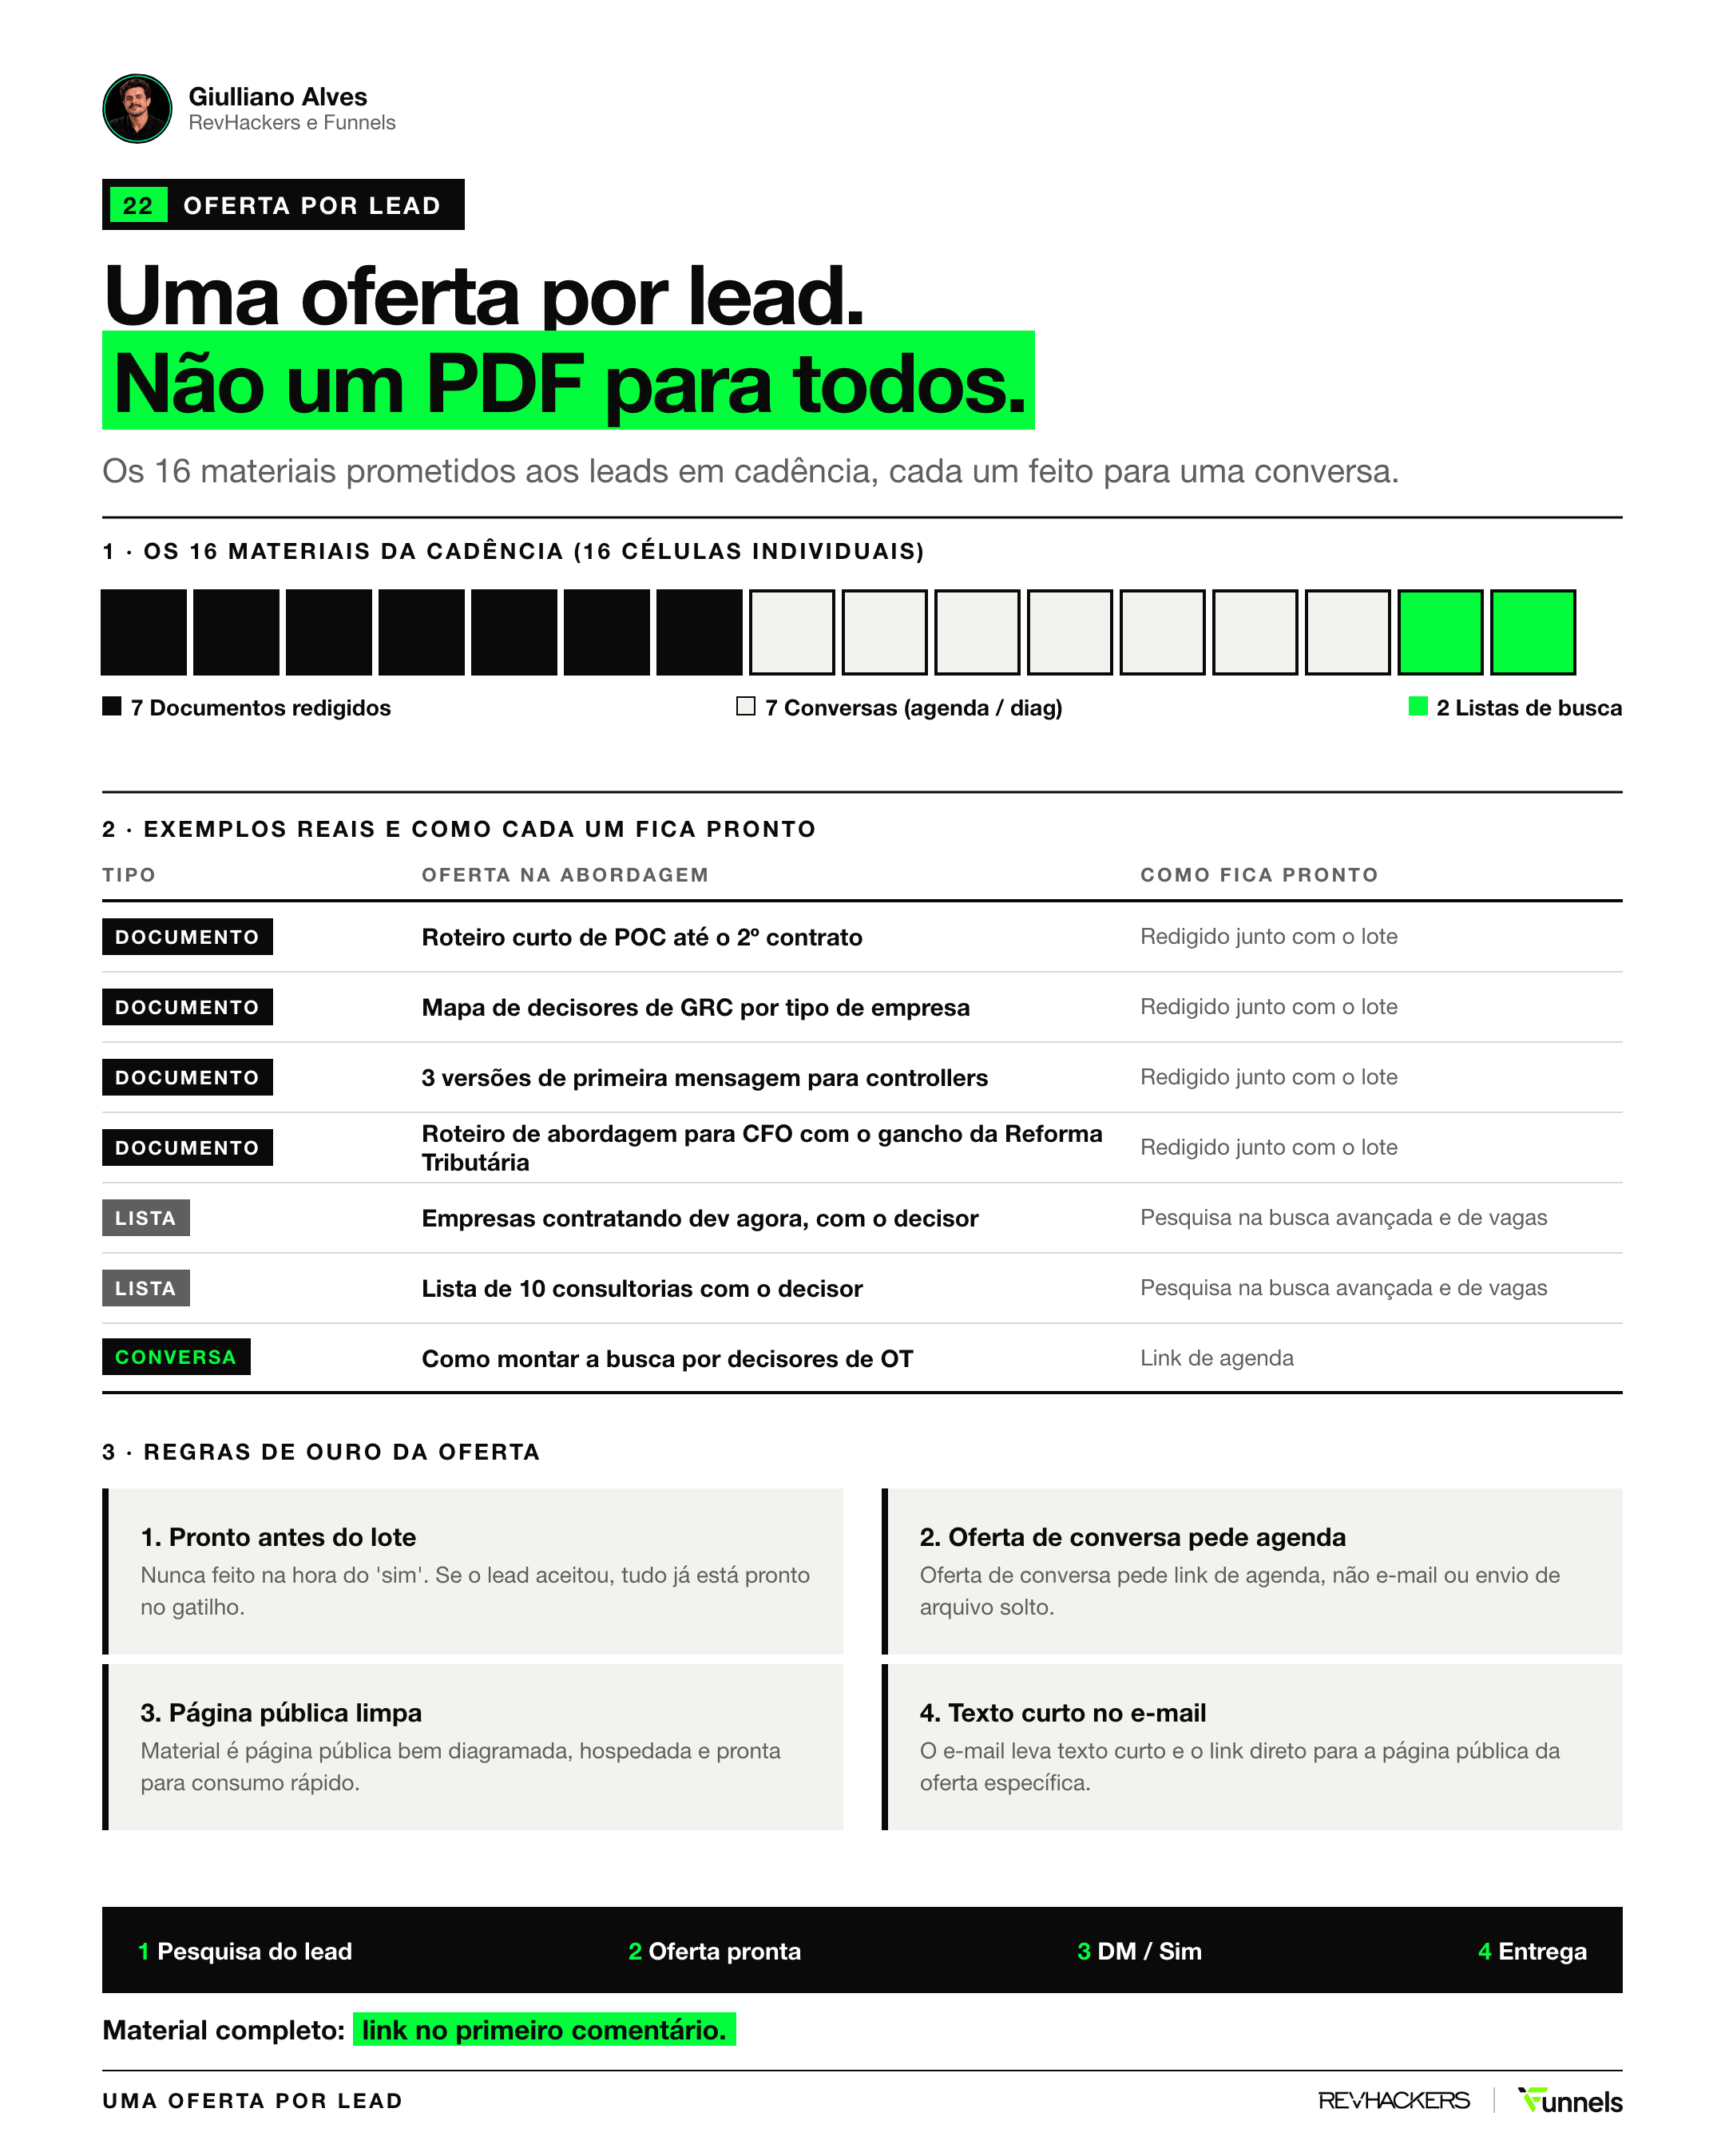 Giulliano Alves
RevHackers e Funnels
22 OFERTA POR LEAD
Uma oferta por lead.
Não um PDF para todos.
Os 16 materiais prometidos aos leads em cadência, cada um feito para uma conversa.
1 · OS 16 MATERIAIS DA CADÊNCIA (16 CÉLULAS INDIVIDUAIS)
7 Documentos redigidos
7 Conversas (agenda / diag)
2 Listas de busca
2 · EXEMPLOS REAIS E COMO CADA UM FICA PRONTO
TIPO OFERTA NA ABORDAGEM COMO FICA PRONTO
DOCUMENTO Roteiro curto de POC até o 2º contrato Redigido junto com o lote
DOCUMENTO Mapa de decisores de GRC por tipo de empresa Redigido junto com o lote
DOCUMENTO 3 versões de primeira mensagem para controllers Redigido junto com o lote
DOCUMENTO Roteiro de abordagem para CFO com o gancho da Reforma
Tributária Redigido junto com o lote
LISTA Empresas contratando dev agora, com o decisor Pesquisa na busca avançada e de vagas
LISTA Lista de 10 consultorias com o decisor Pesquisa na busca avançada e de vagas
CONVERSA Como montar a busca por decisores de OT Link de agenda
3 · REGRAS DE OURO DA OFERTA
1. Pronto antes do lote
Nunca feito na hora do 'sim'. Se o lead aceitou, tudo já está pronto
no gatilho.
2. Oferta de conversa pede agenda
Oferta de conversa pede link de agenda, não e-mail ou envio de
arquivo solto.
3. Página pública limpa
Material é página pública bem diagramada, hospedada e pronta
para consumo rápido.
4. Texto curto no e-mail
O e-mail leva texto curto e o link direto para a página pública da
oferta específica.
1 Pesquisa do lead
2 Oferta pronta
3 DM / Sim
4 Entrega
Material completo: link no primeiro comentário.
UMA OFERTA POR LEAD
REVHACKERS
Funnels